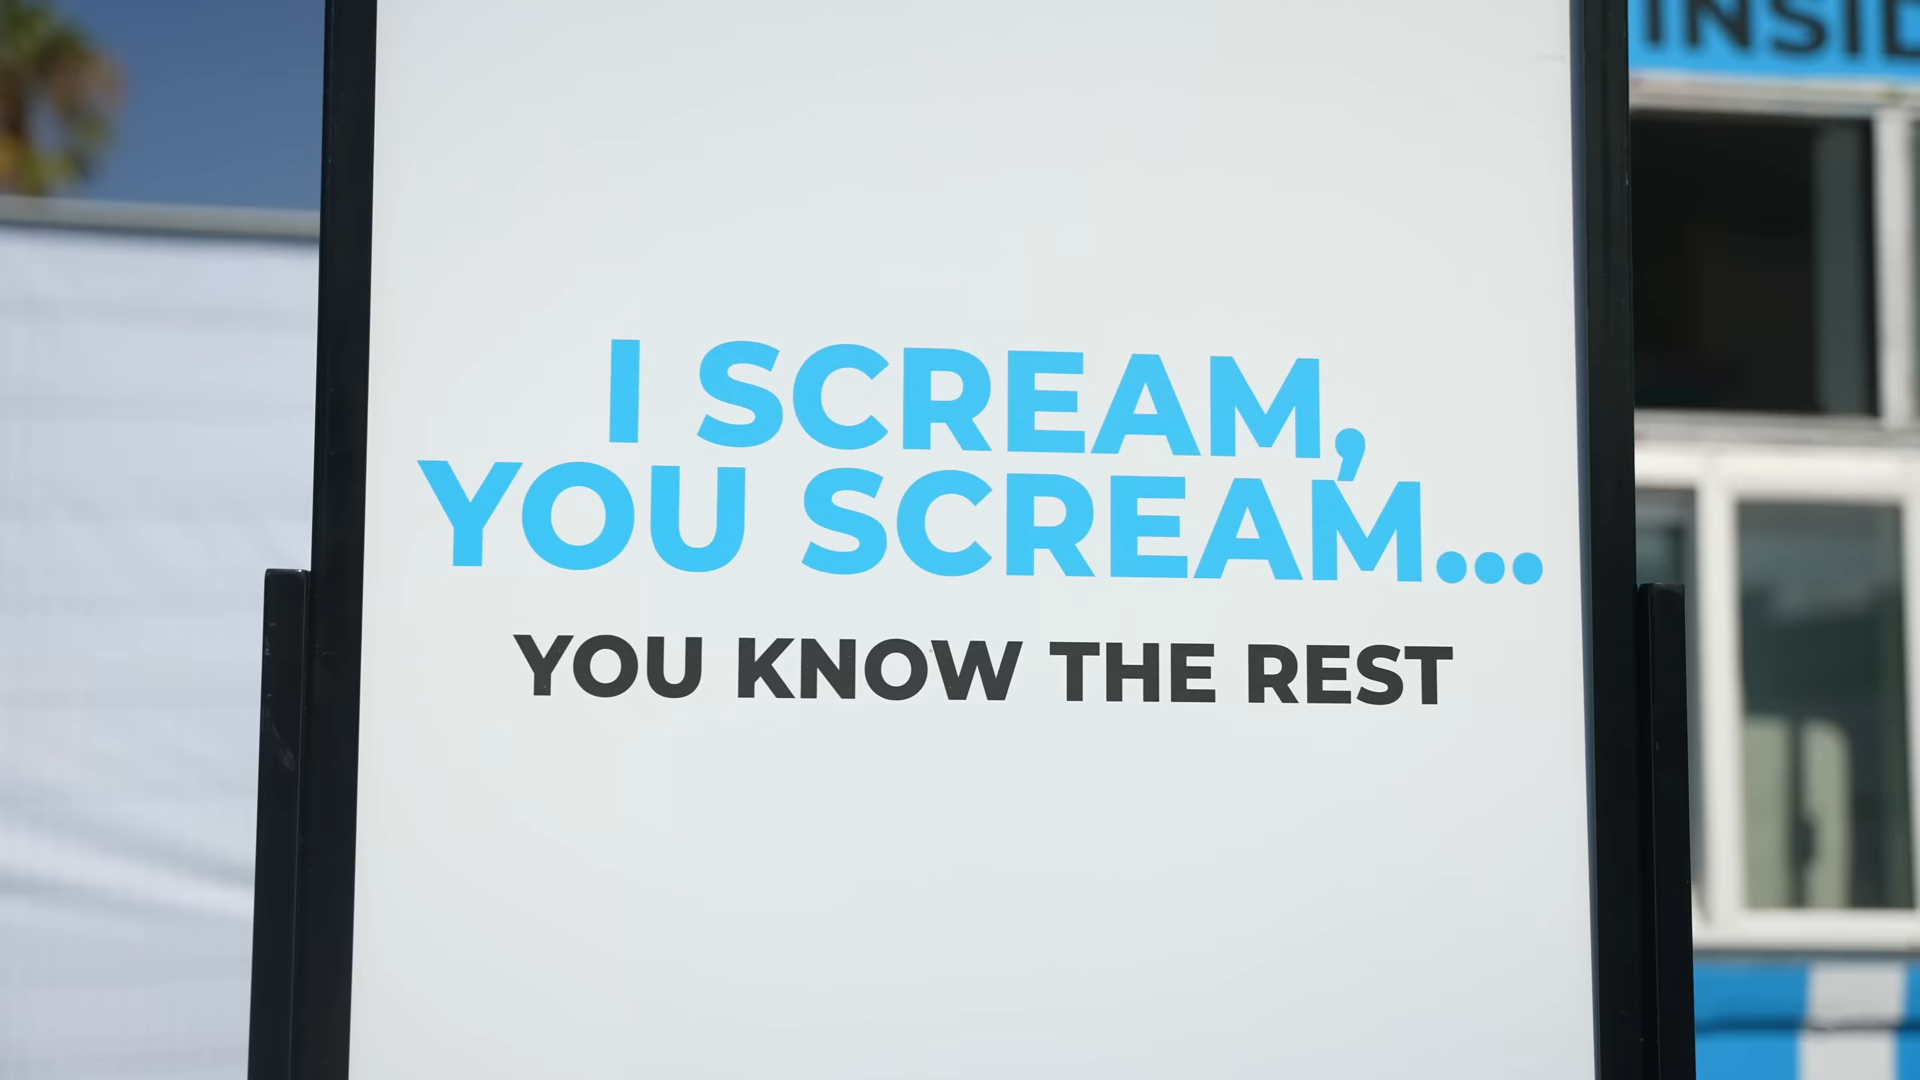 I SCREAM,
YOU SCREAM...
YOU KNOW THE REST